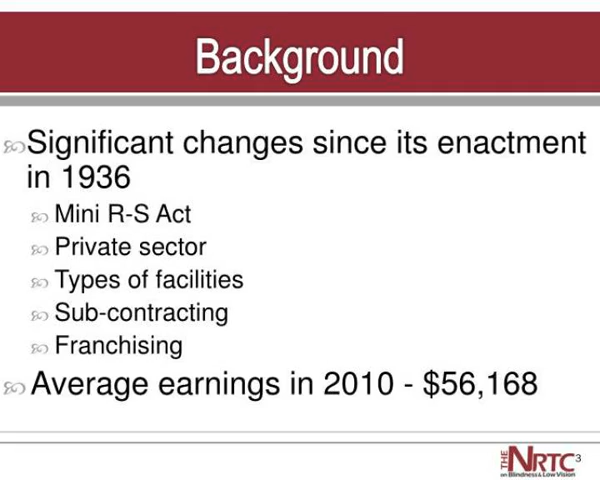 Background
Significant changes since its enactment
in 1936
Mini R-S Act
Private sector
Types of facilities
Sub-contracting
Franchising
Average earnings in 2010 - $56,168
THE NRTC 3
on Blindness & Low Vision